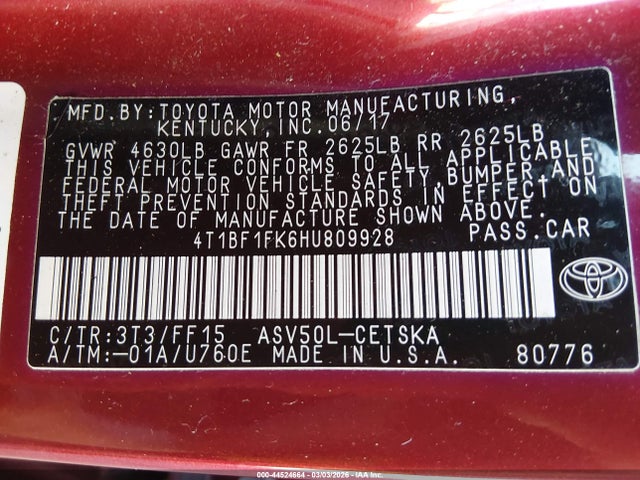 MFD.BY:TOYOTA MOTOR MANUFACTURING,
KENTUCKY, INC. 06/17
GVWR 4630LB GAWR FR 2625LB RR 2625LB
THIS VEHICLE CONFORMS TO ALL APPLICABLE
FEDERAL MOTOR VEHICLE SAFETY, BUMPER, AND
THEFT PREVENTION STANDARDS IN EFFECT ON
THE DATE OF MANUFACTURE SHOWN ABOVE.
4T1BF1FK6HU809928 PASS.CAR
C/TR:3T3/FF15 ASV50L-CETSKA
A/TM:-01A/U760E MADE IN U.S.A. 80776
000-44524664 - 03/03/2026 - IAA Inc.